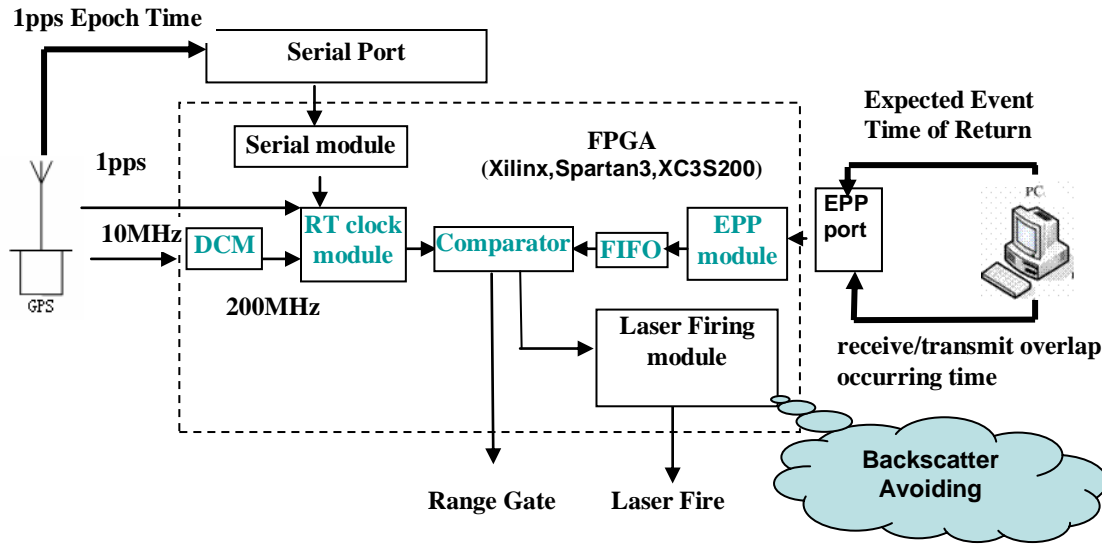 1pps Epoch Time
Serial Port
Serial module
FPGA
(Xilinx,Spartan3,XC3S200)
Expected Event
Time of Return
1pps
10MHz
DCM
RT clock
module
200MHz
Comparator
FIFO
EPP
module
EPP
port
PC
GPS
Laser Firing
module
receive/transmit overlap
occurring time
Backscatter
Avoiding
Range Gate
Laser Fire